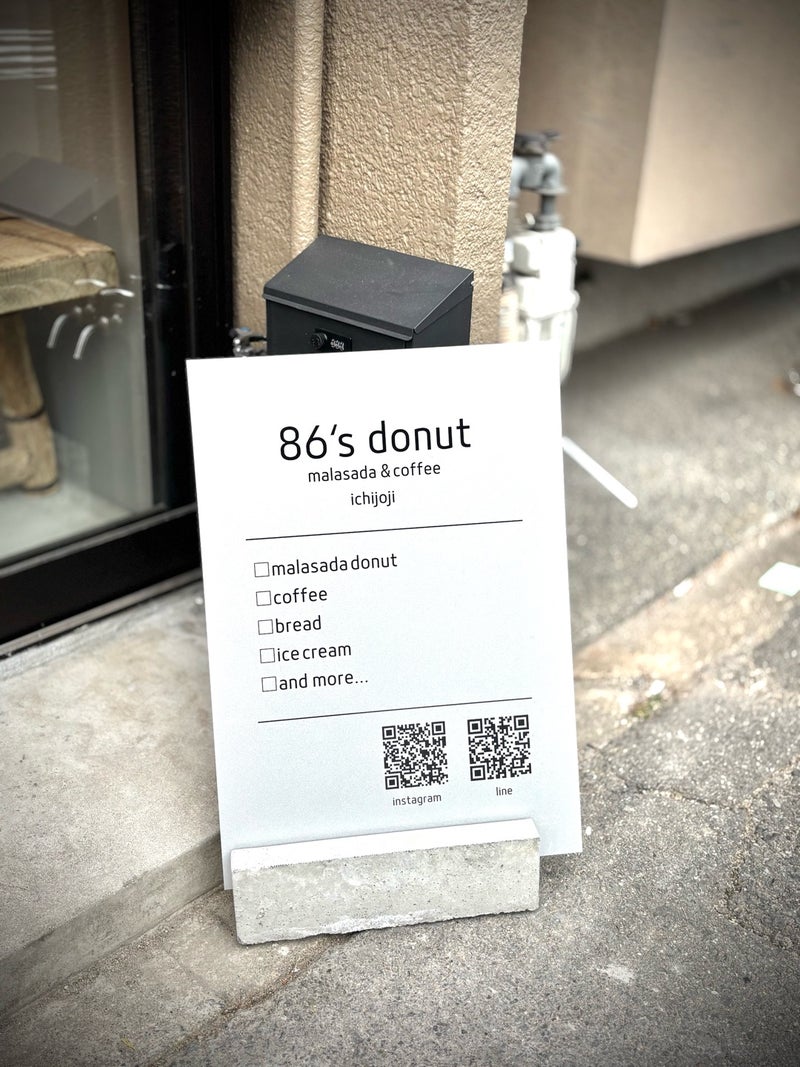 86's donut
malasada & coffee
ichijoji
□malasada donut
□coffee
□bread
□ice cream
□and more...
instagram
line